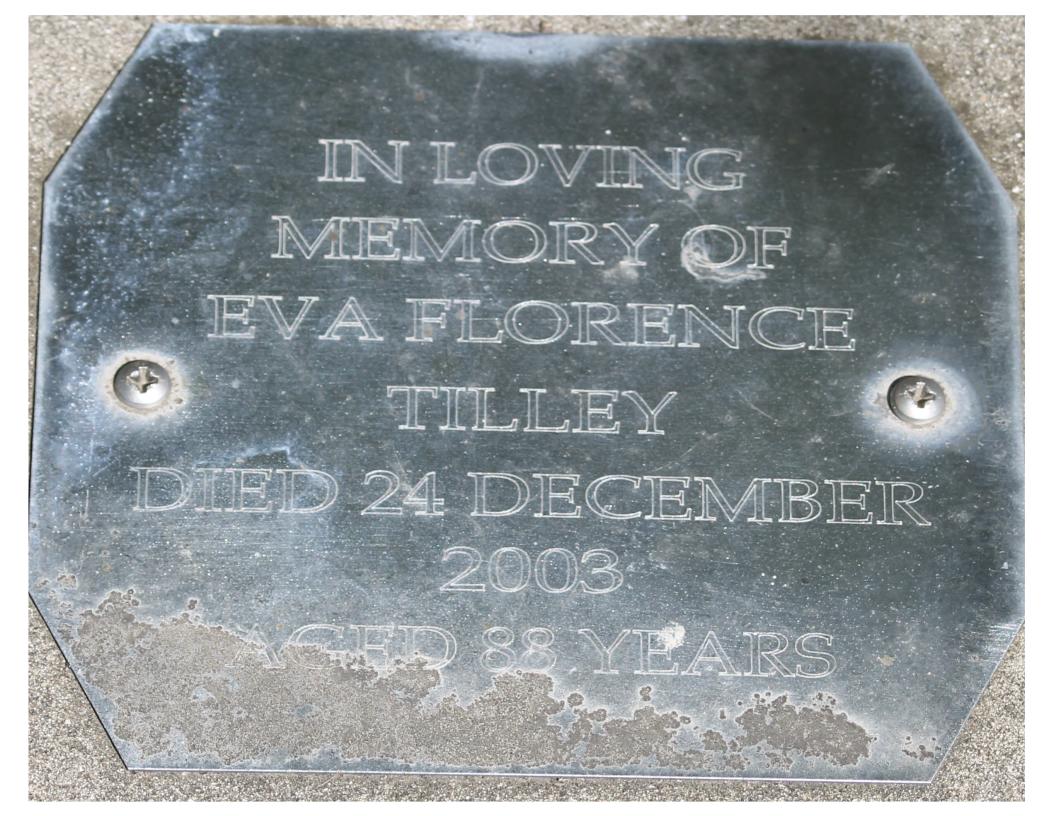 IN LOVING
MEMORY OF
EVA FLORENCE
TILLEY
DIED 24 DECEMBER
2003
AGED 88 YEARS